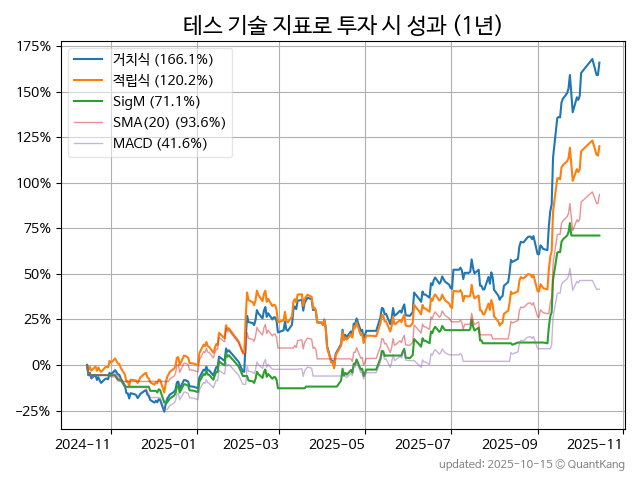 테스 기술 지표로 투자 시 성과 (1년)
175%
150%
125%
100%
75%
50%
25%
0%
−25%
거치식 (166.1%)
적립식 (120.2%)
SigM (71.1%)
SMA(20) (93.6%)
MACD (41.6%)
2024-11
2025-01
2025-03
2025-05
2025-07
2025-09
2025-11
updated: 2025-10-15 ⓒ QuantKang